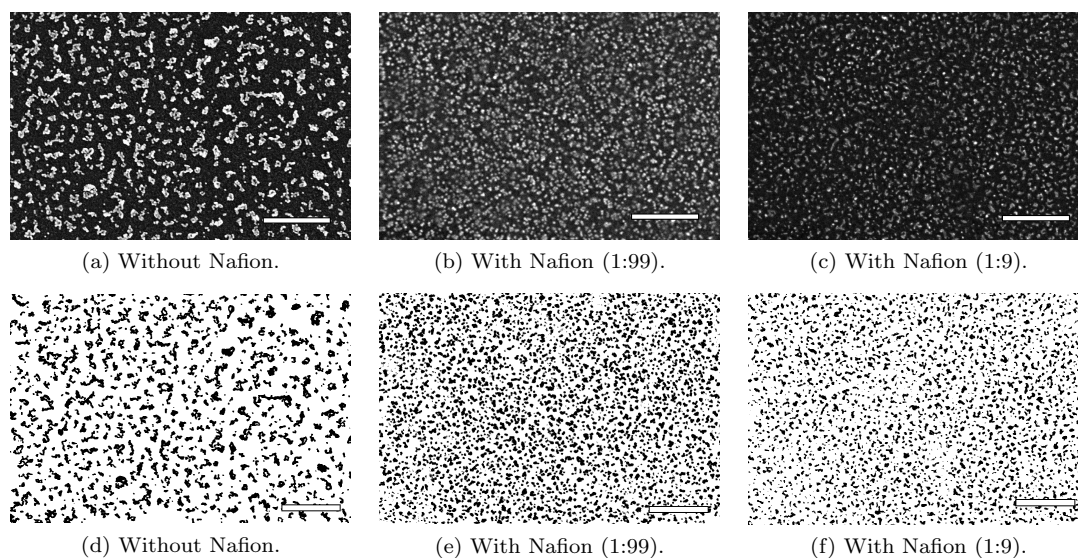 (a) Without Nafion.
(b) With Nafion (1:99).
(c) With Nafion (1:9).
(d) Without Nafion.
(e) With Nafion (1:99).
(f) With Nafion (1:9).